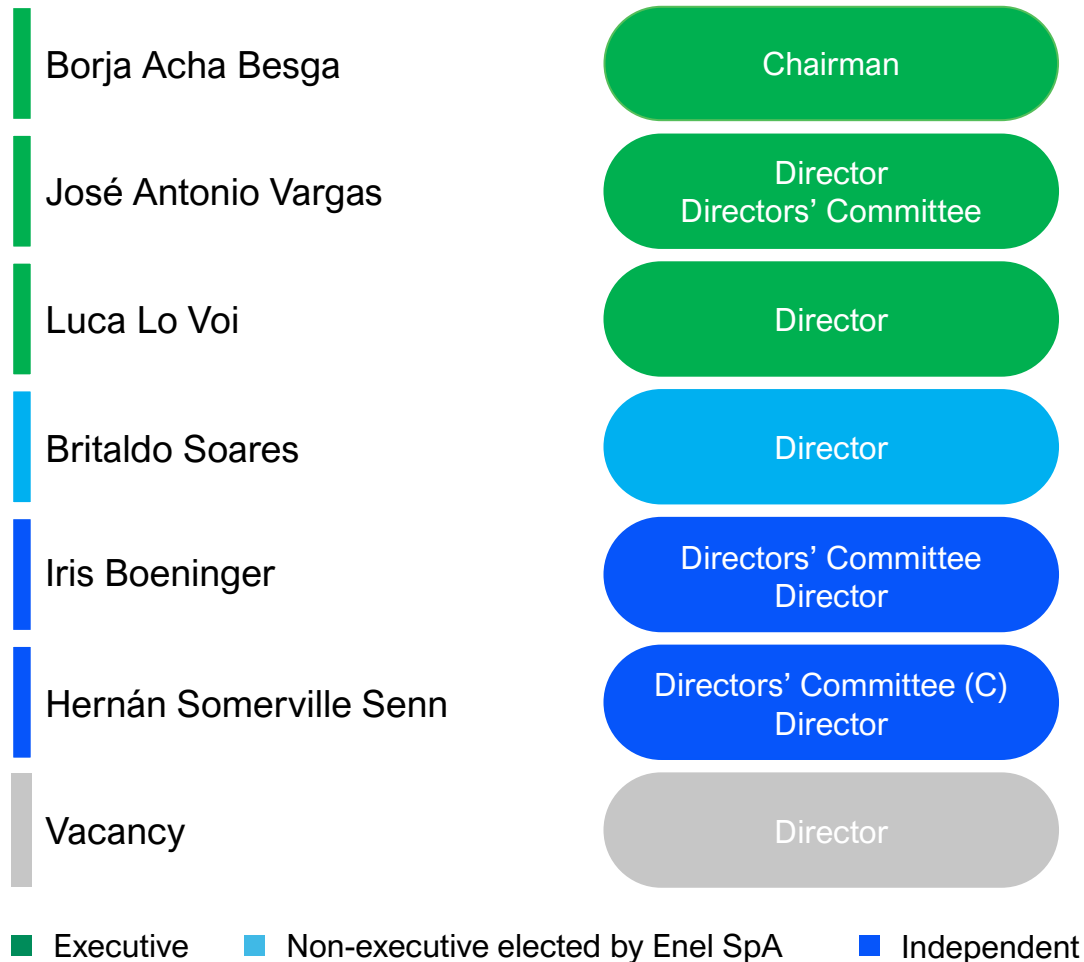 Borja Acha Besga
Chairman
José Antonio Vargas
Director
Directors’ Committee
Luca Lo Voi
Director
Britaldo Soares
Director
Iris Boeninger
Directors’ Committee
Director
Hernán Somerville Senn
Directors’ Committee (C)
Director
Vacancy
Director
Executive
Non-executive elected by Enel SpA
Independent